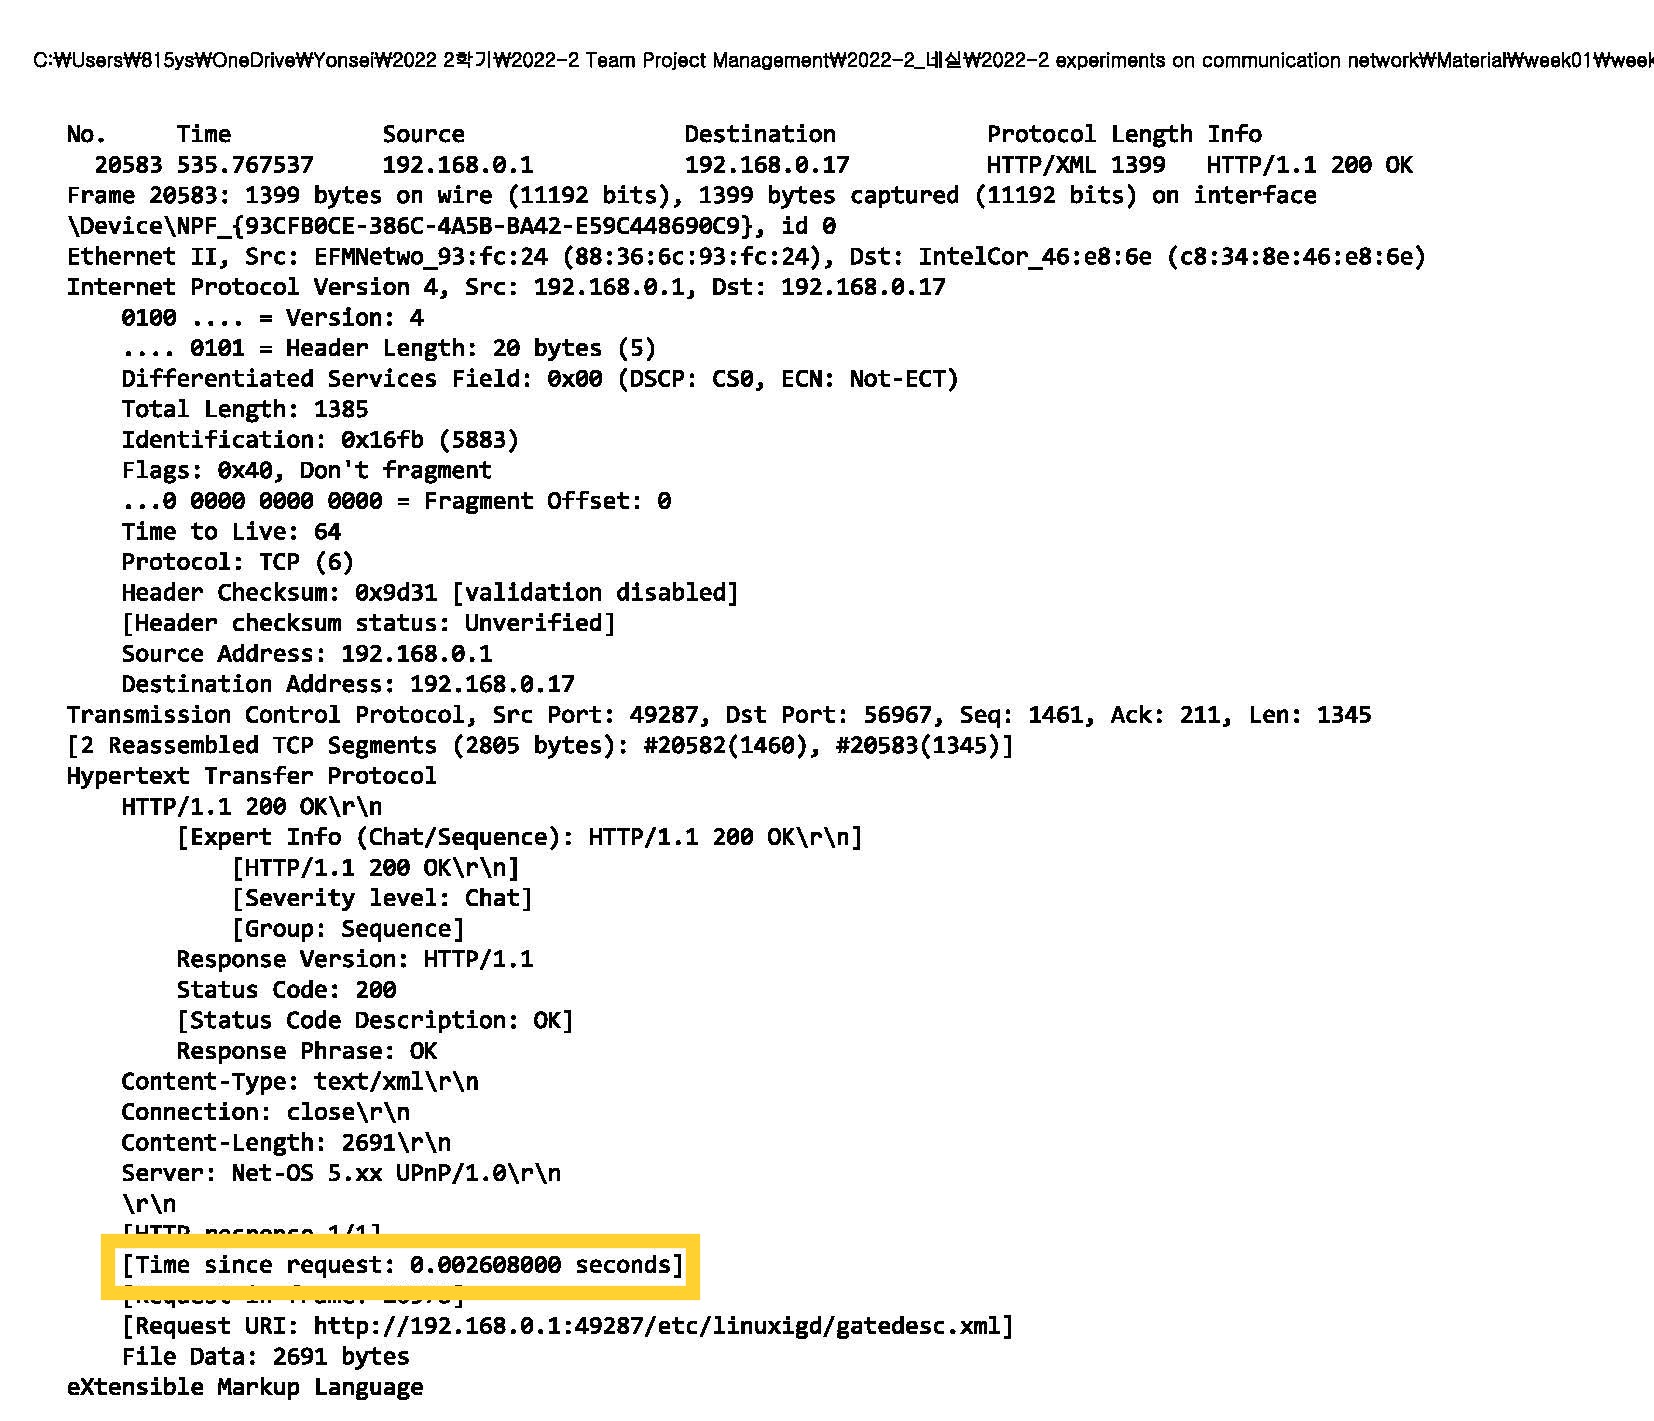 C:₩Users₩815ys₩OneDrive₩Yonsei₩2022 2학기₩2022-2 Team Project Management₩2022-2_네실₩2022-2 experiments on communication network₩Material₩week01₩week
No. Time Source Destination Protocol Length Info
20583 535.767537 192.168.0.1 192.168.0.17 HTTP/XML 1399 HTTP/1.1 200 OK
Frame 20583: 1399 bytes on wire (11192 bits), 1399 bytes captured (11192 bits) on interface
\Device\NPF_{93CFB0CE-386C-4A5B-BA42-E59C448690C9}, id 0
Ethernet II, Src: EFMNetwo_93:fc:24 (88:36:6c:93:fc:24), Dst: IntelCor_46:e8:6e (c8:34:8e:46:e8:6e)
Internet Protocol Version 4, Src: 192.168.0.1, Dst: 192.168.0.17
0100 .... = Version: 4
.... 0101 = Header Length: 20 bytes (5)
Differentiated Services Field: 0x00 (DSCP: CS0, ECN: Not-ECT)
Total Length: 1385
Identification: 0x16fb (5883)
Flags: 0x40, Don't fragment
...0 0000 0000 0000 = Fragment Offset: 0
Time to Live: 64
Protocol: TCP (6)
Header Checksum: 0x9d31 [validation disabled]
[Header checksum status: Unverified]
Source Address: 192.168.0.1
Destination Address: 192.168.0.17
Transmission Control Protocol, Src Port: 49287, Dst Port: 56967, Seq: 1461, Ack: 211, Len: 1345
[2 Reassembled TCP Segments (2805 bytes): #20582(1460), #20583(1345)]
Hypertext Transfer Protocol
HTTP/1.1 200 OK\r\n
[Expert Info (Chat/Sequence): HTTP/1.1 200 OK\r\n]
[HTTP/1.1 200 OK\r\n]
[Severity level: Chat]
[Group: Sequence]
Response Version: HTTP/1.1
Status Code: 200
[Status Code Description: OK]
Response Phrase: OK
Content-Type: text/xml\r\n
Connection: close\r\n
Content-Length: 2691\r\n
Server: Net-OS 5.xx UPnP/1.0\r\n
\r\n
[HTTP response 1/1]
[Time since request: 0.002608000 seconds]
[Request in frame:
[Request URI: http://192.168.0.1:49287/etc/linuxigd/gatedesc.xml]
File Data: 2691 bytes
eXtensible Markup Language